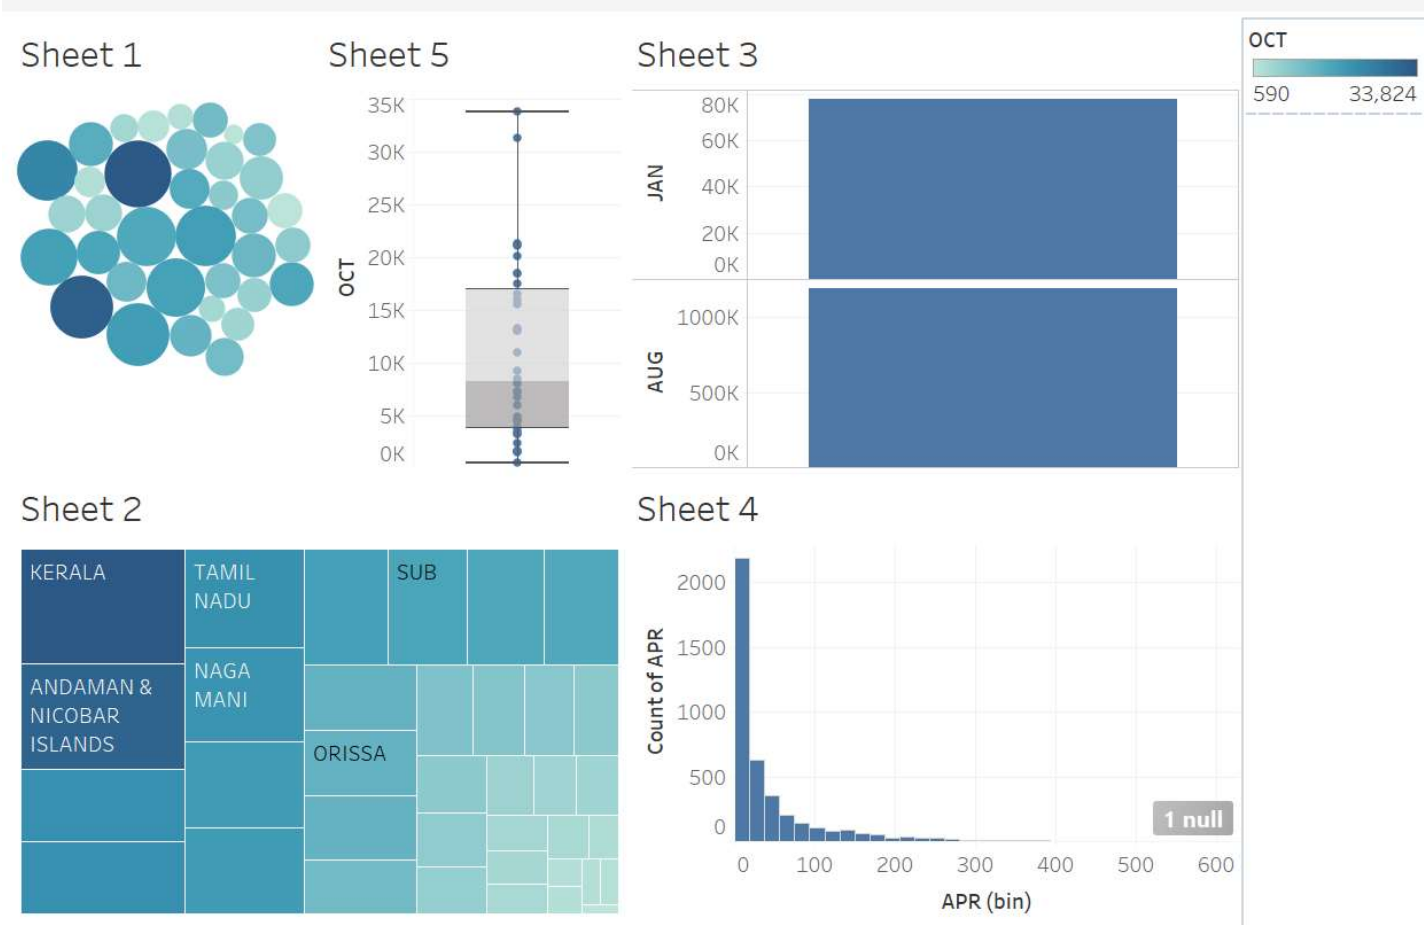 Sheet 1
Sheet 5
35K
30K
25K
20K
15K
10K
5K
0K
OCT
Sheet 3
80K
60K
40K
20K
0K
JAN
1000K
500K
0K
AUG
OCT
590 33,824
Sheet 2
KERALA
ANDAMAN &
NICOBAR
ISLANDS
TAMIL
NADU
NAGA
MANI
SUB
ORISSA
Sheet 4
2000
1500
1000
500
0
Count of APR
1 null
0 100 200 300 400 500 600
APR (bin)